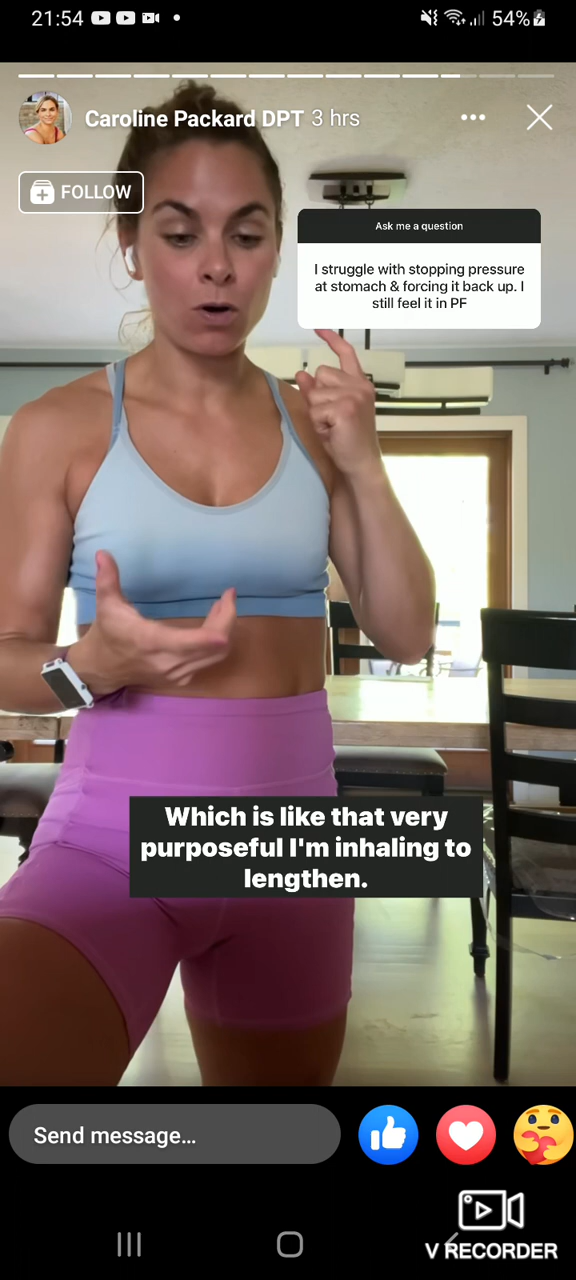 21:54
54%
Caroline Packard DPT 3 hrs
FOLLOW
Ask me a question
I struggle with stopping pressure
at stomach & forcing it back up. I
still feel it in PF
Which is like that very
purposeful I'm inhaling to
lengthen.
Send message...
V RECORDER